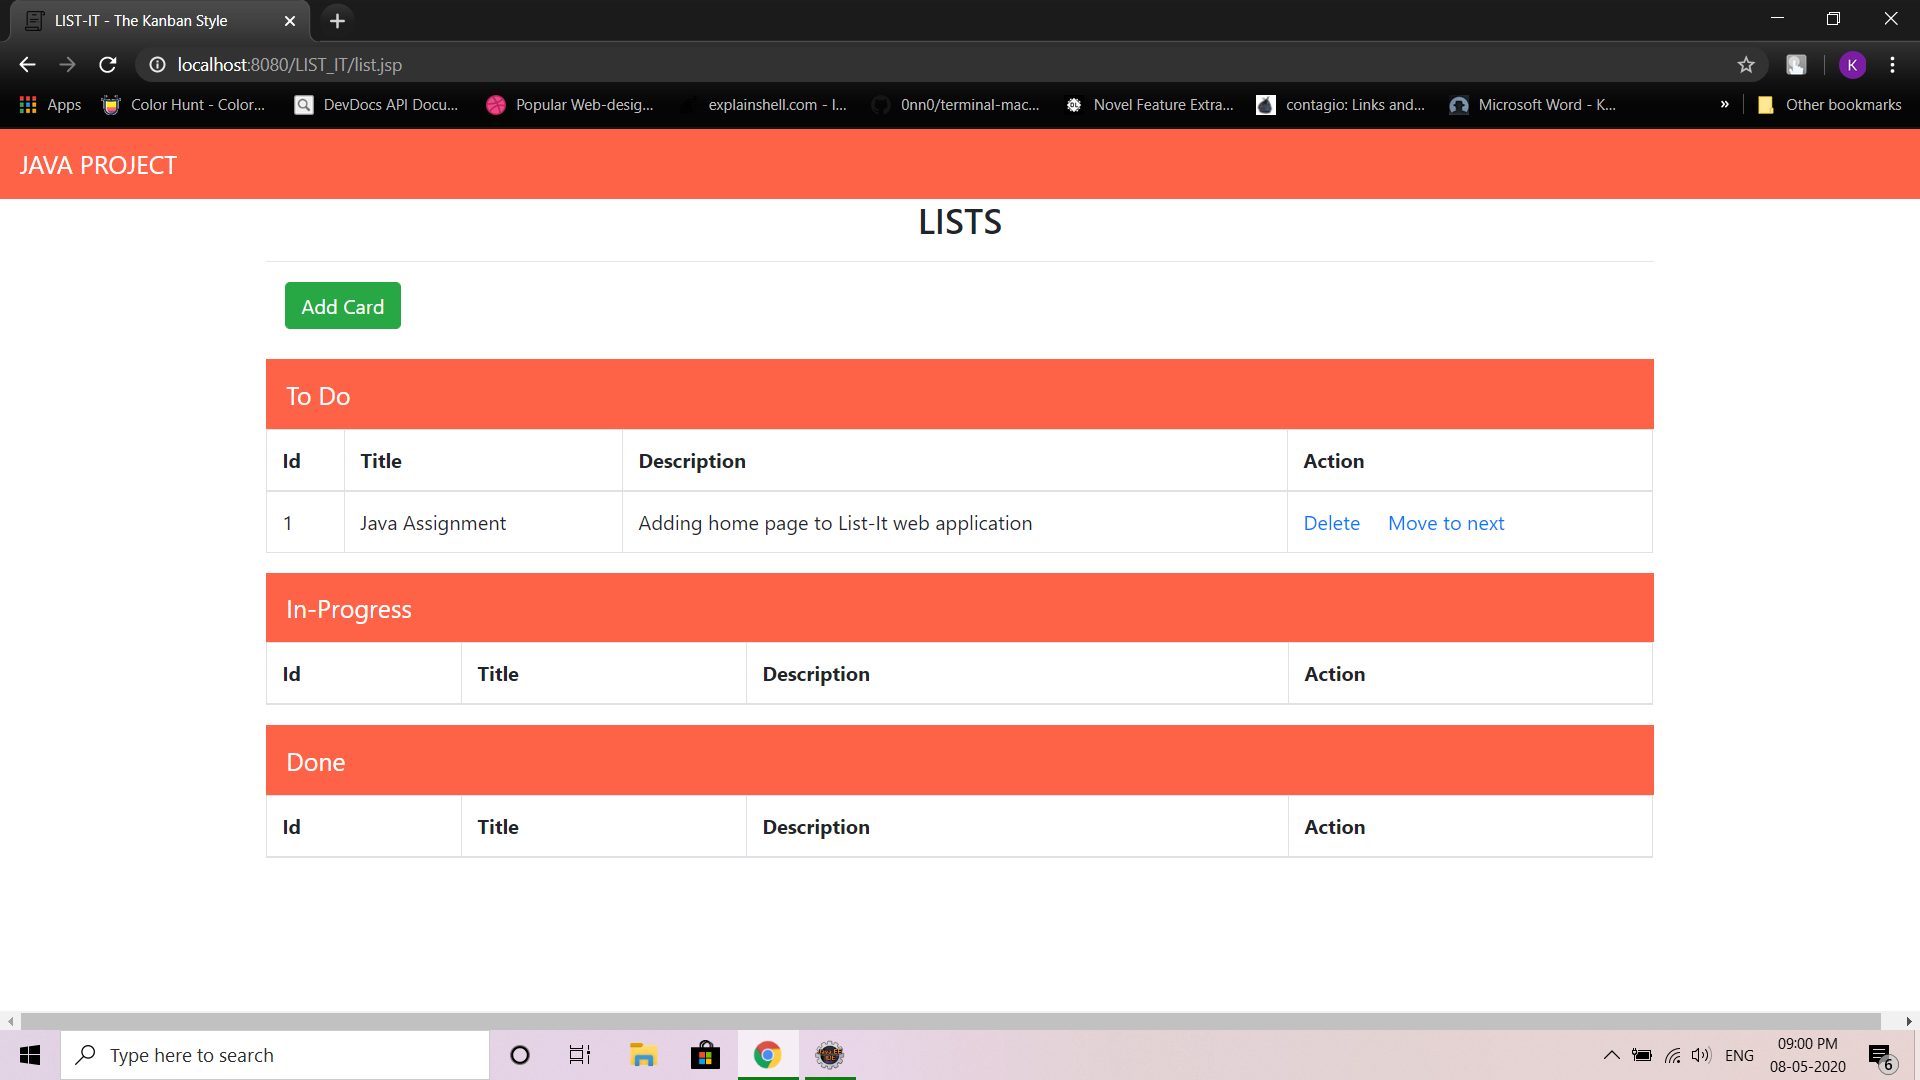 LIST-IT - The Kanban Style
localhost:8080/LIST_IT/list.jsp
K
Apps Color Hunt - Color... DevDocs API Docu... Popular Web-desig... explainshell.com - I... 0nn0/terminal-mac... Novel Feature Extra... contagio: Links and... Microsoft Word - K... » Other bookmarks
JAVA PROJECT
LISTS
Add Card
To Do
Id Title Description Action
1 Java Assignment Adding home page to List-It web application Delete Move to next
In-Progress
Id Title Description Action
Done
Id Title Description Action
Type here to search
ENG
09:00 PM
08-05-2020
6